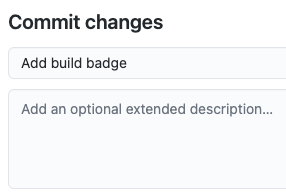 Commit changes
Add build badge
Add an optional extended description...